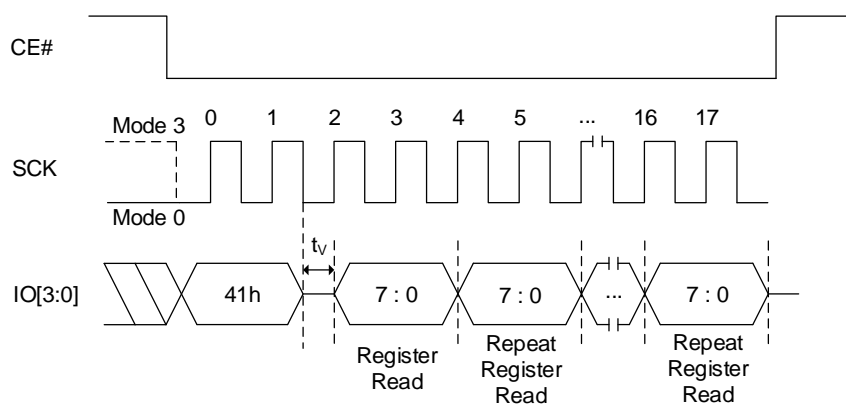 CE#
0 1 2 3 4 5 ... 16 17
Mode 3
SCK
Mode 0
tV
IO[3:0]
41h
7 : 0
7 : 0
...
7 : 0
Register
Read
Repeat
Register
Read
Repeat
Register
Read